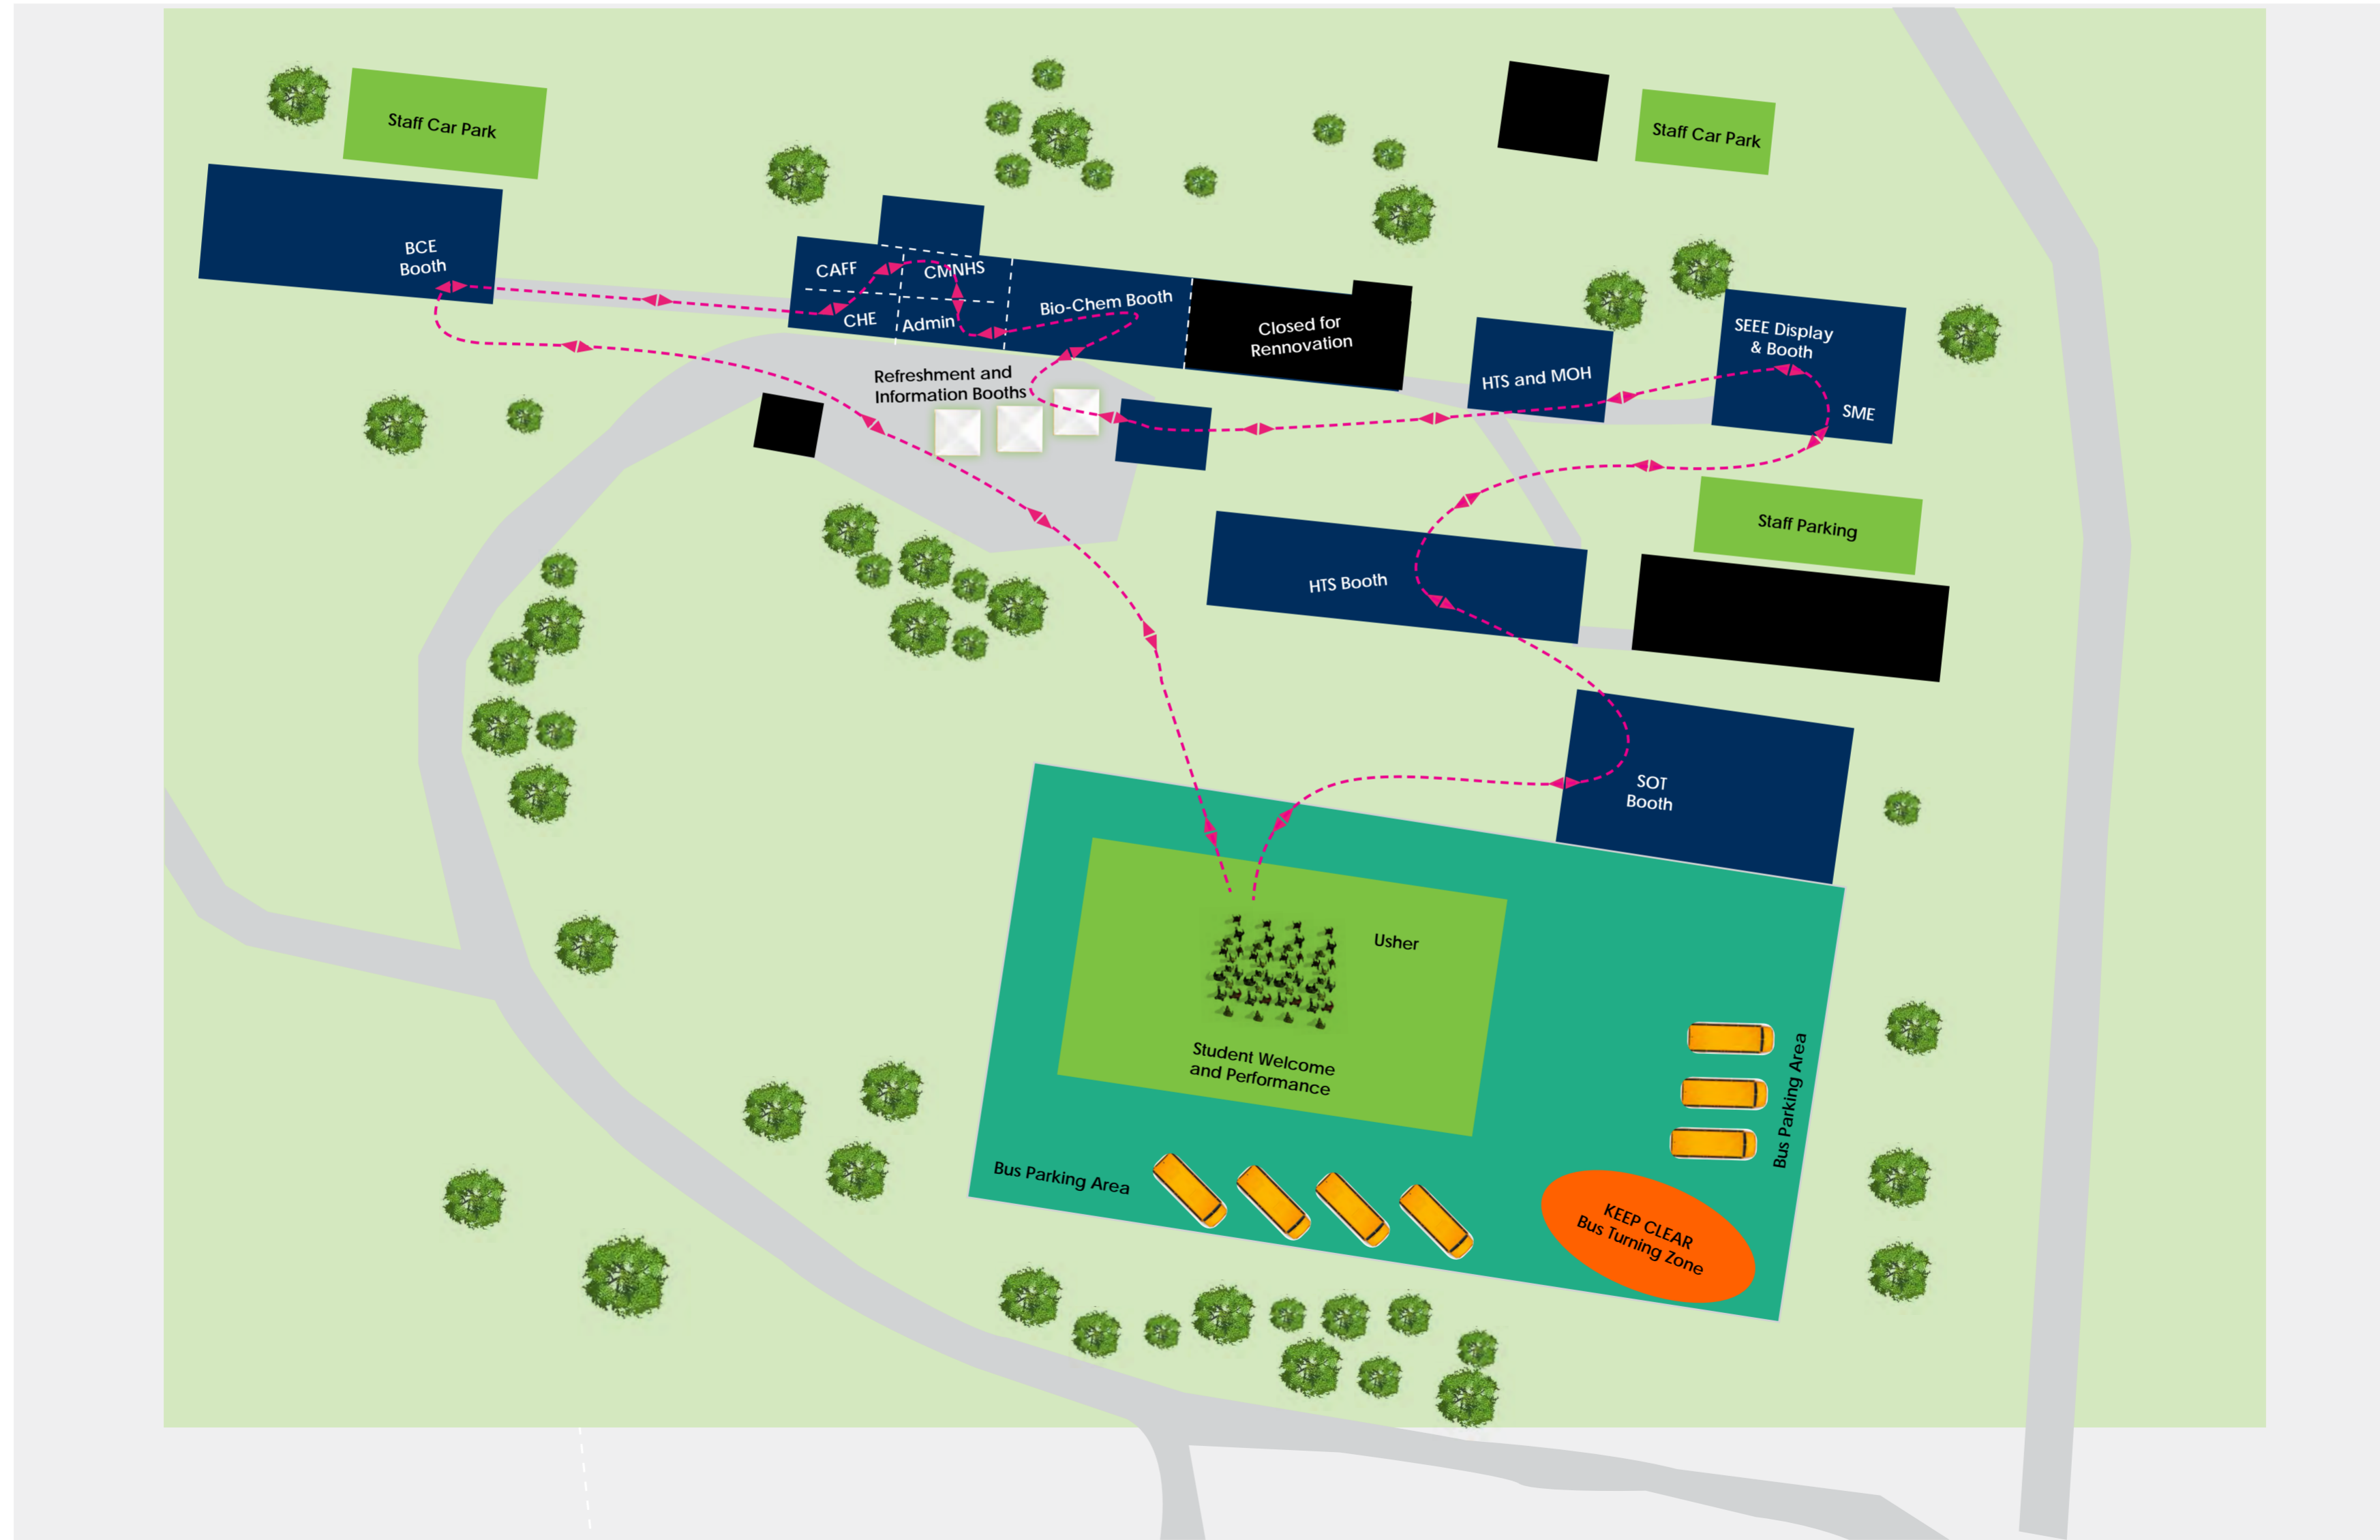 Staff Car Park
Staff Car Park
BCE
Booth
CAFF
CMNHS
CHE
Admin
Bio-Chem Booth
Closed for
Rennovation
HTS and MOH
SEEE Display
& Booth
SME
Refreshment and
Information Booths
Staff Parking
HTS Booth
SOT
Booth
Usher
Student Welcome
and Performance
Bus Parking Area
Bus Parking Area
KEEP CLEAR
Bus Turning Zone